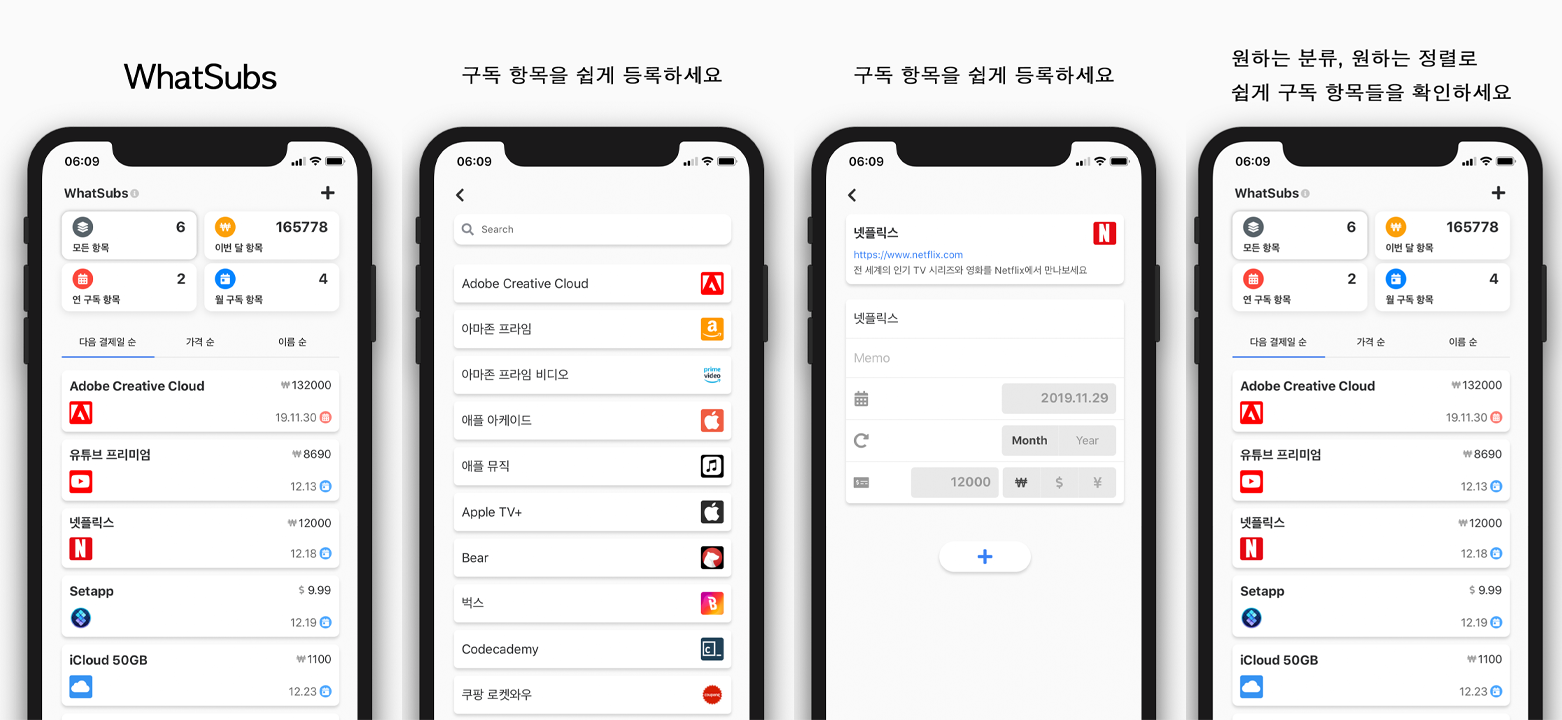 WhatSubs
06:09
WhatSubs
6
모든 항목
165778
이번 달 항목
2
연 구독 항목
4
월 구독 항목
다음 결제일 순 가격 순 이름 순
Adobe Creative Cloud ₩132000
19.11.30
유튜브 프리미엄 ₩8690
12.13
넷플릭스 ₩12000
12.18
Setapp $ 9.99
12.19
iCloud 50GB ₩1100
12.23
구독 항목을 쉽게 등록하세요
06:09
Search
Adobe Creative Cloud
아마존 프라임
아마존 프라임 비디오
prime video
애플 아케이드
애플 뮤직
Apple TV+
Bear
벅스
Codecademy
쿠팡 로켓와우
coupang
구독 항목을 쉽게 등록하세요
06:09
넷플릭스
https://www.netflix.com
전 세계의 인기 TV 시리즈와 영화를 Netflix에서 만나보세요
넷플릭스
Memo
2019.11.29
Month Year
12000 ₩ $ ¥
원하는 분류, 원하는 정렬로
쉽게 구독 항목들을 확인하세요
06:09
WhatSubs
6
모든 항목
165778
이번 달 항목
2
연 구독 항목
4
월 구독 항목
다음 결제일 순 가격 순 이름 순
Adobe Creative Cloud ₩132000
19.11.30
유튜브 프리미엄 ₩8690
12.13
넷플릭스 ₩12000
12.18
Setapp $ 9.99
12.19
iCloud 50GB ₩1100
12.23